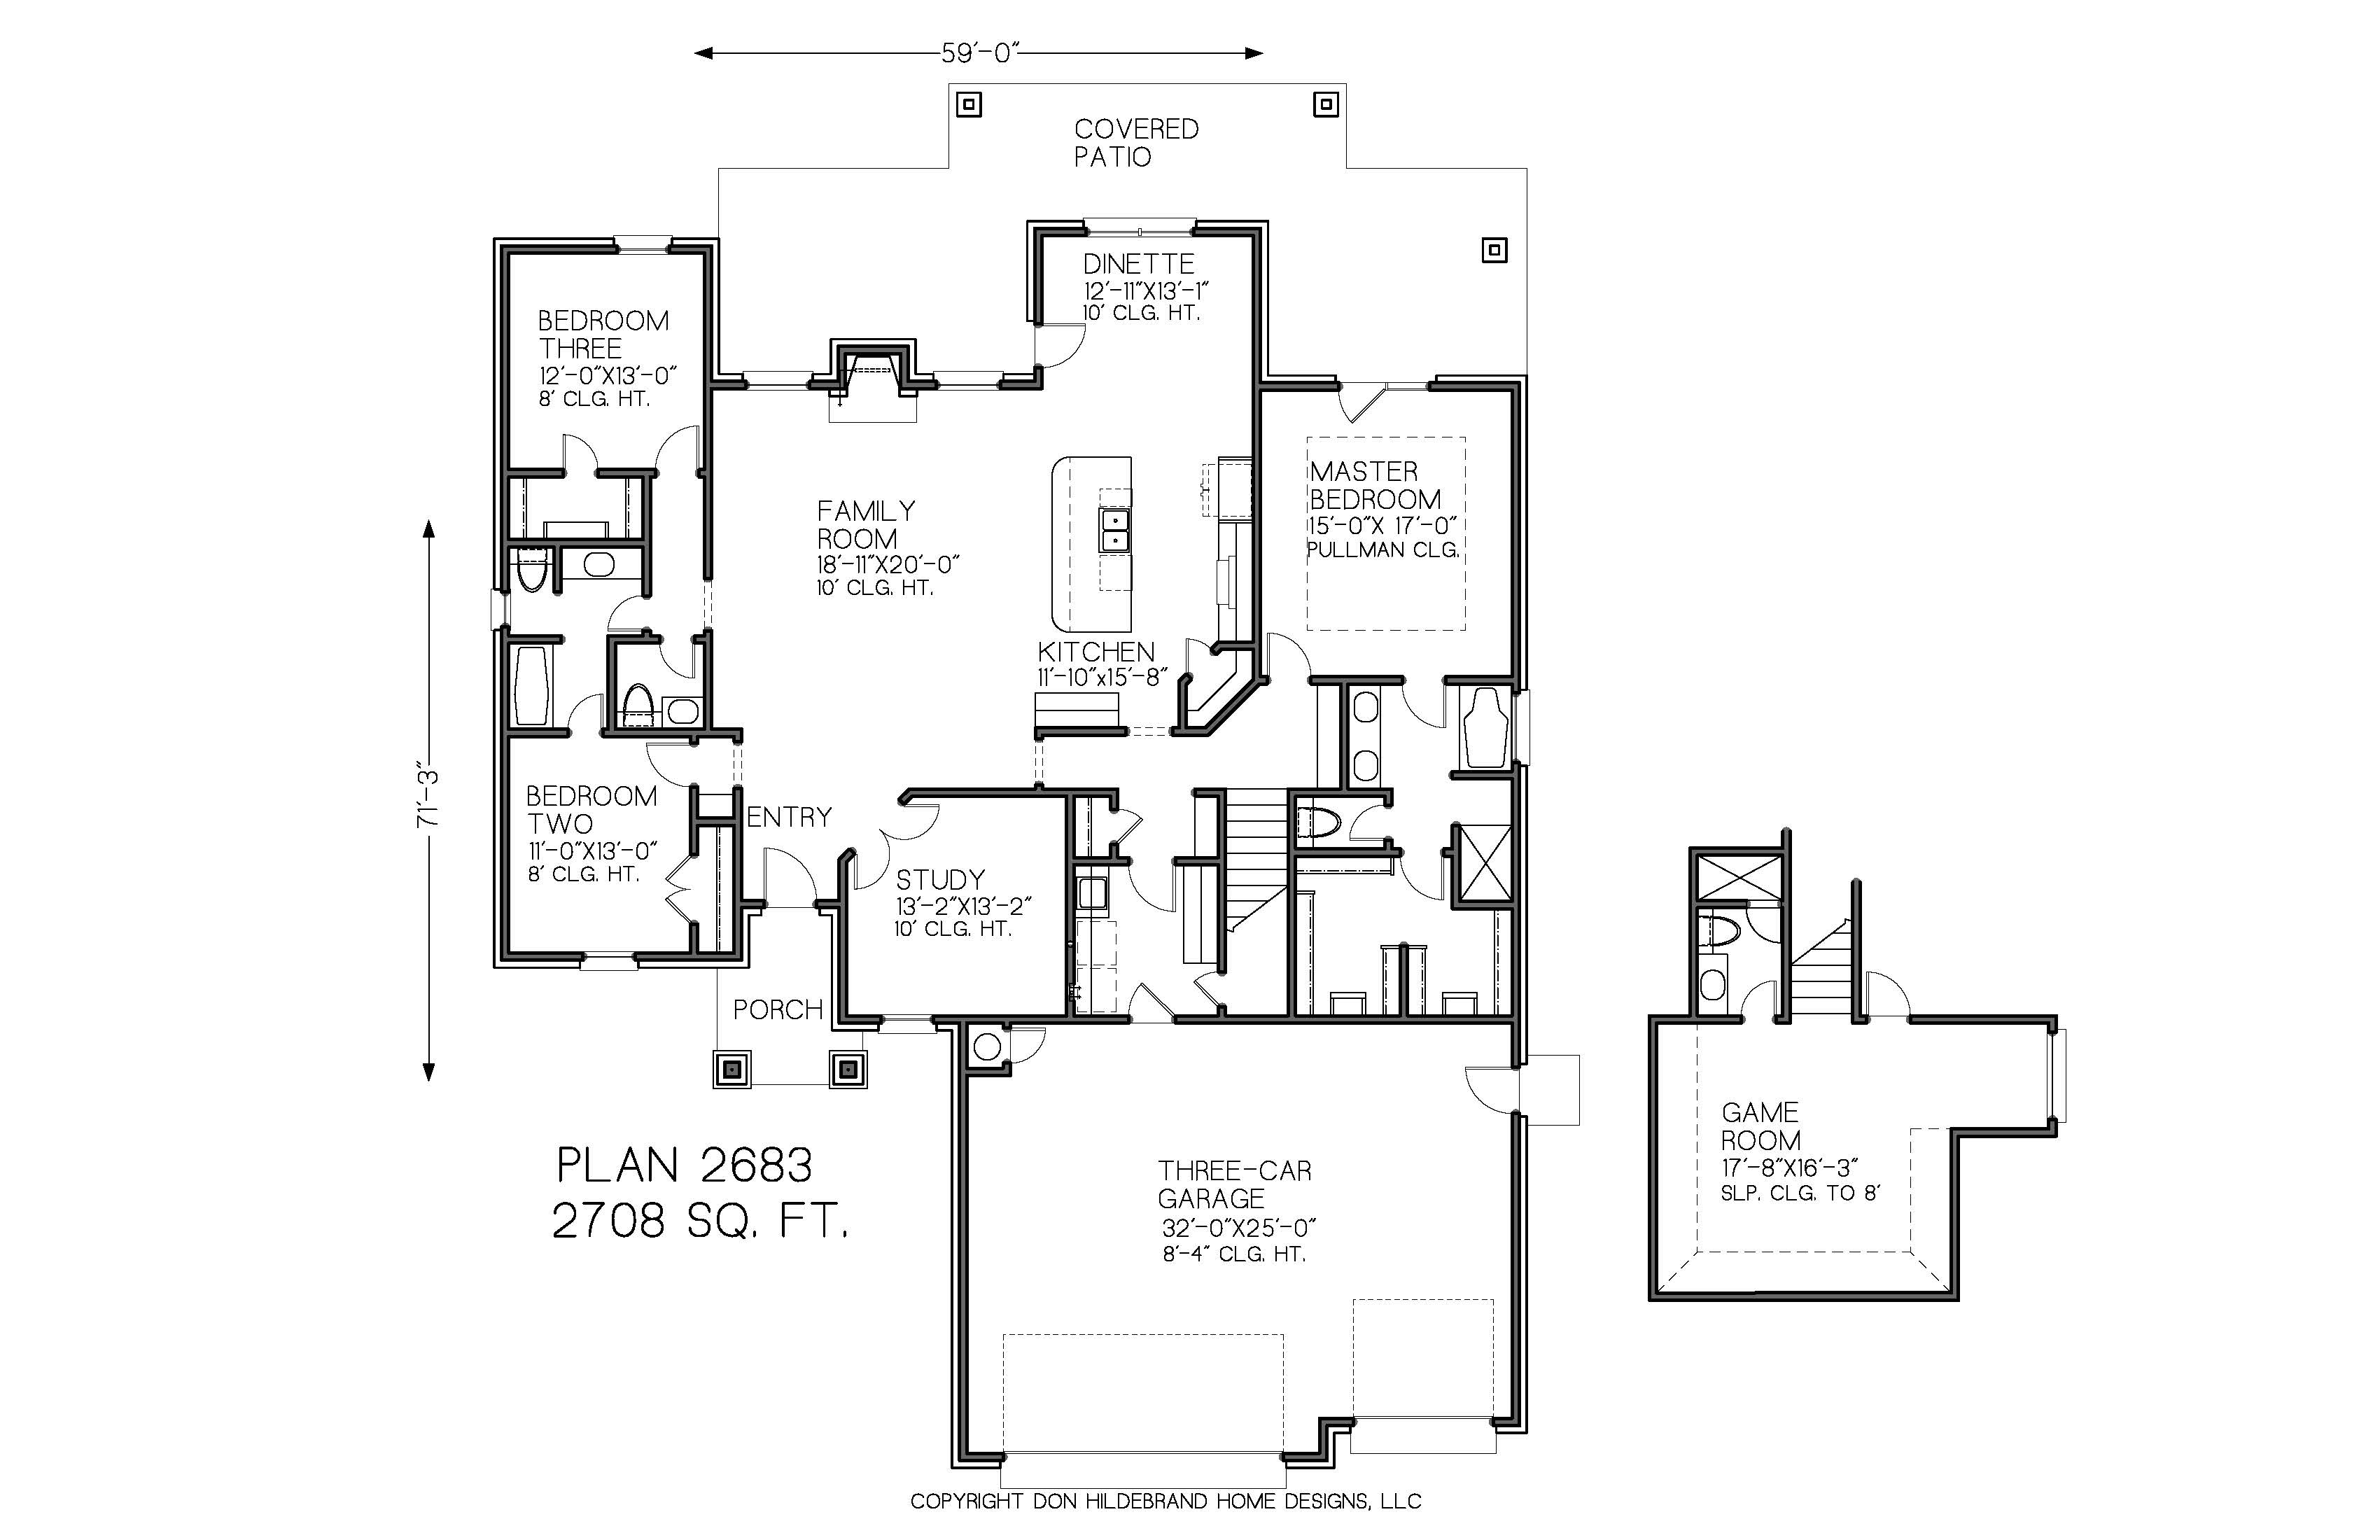 59'-0"
COVERED
PATIO
DINETTE
12'-11"X13'-1"
10' CLG. HT.
BEDROOM
THREE
12'-0"X13'-0"
8' CLG. HT.
MASTER
BEDROOM
15'-0"X 17'-0"
PULLMAN CLG.
FAMILY
ROOM
18'-11"X20'-0"
10' CLG. HT.
KITCHEN
11'-10"x15'-8"
71'-3"
BEDROOM
TWO
11'-0"X13'-0"
8' CLG. HT.
ENTRY
STUDY
13'-2"X13'-2"
10' CLG. HT.
PORCH
GAME
ROOM
17'-8"X16'-3"
SLP. CLG. TO 8'
PLAN 2683
2708 SQ. FT.
THREE-CAR
GARAGE
32'-0"X25'-0"
8'-4" CLG. HT.
COPYRIGHT DON HILDEBRAND HOME DESIGNS, LLC